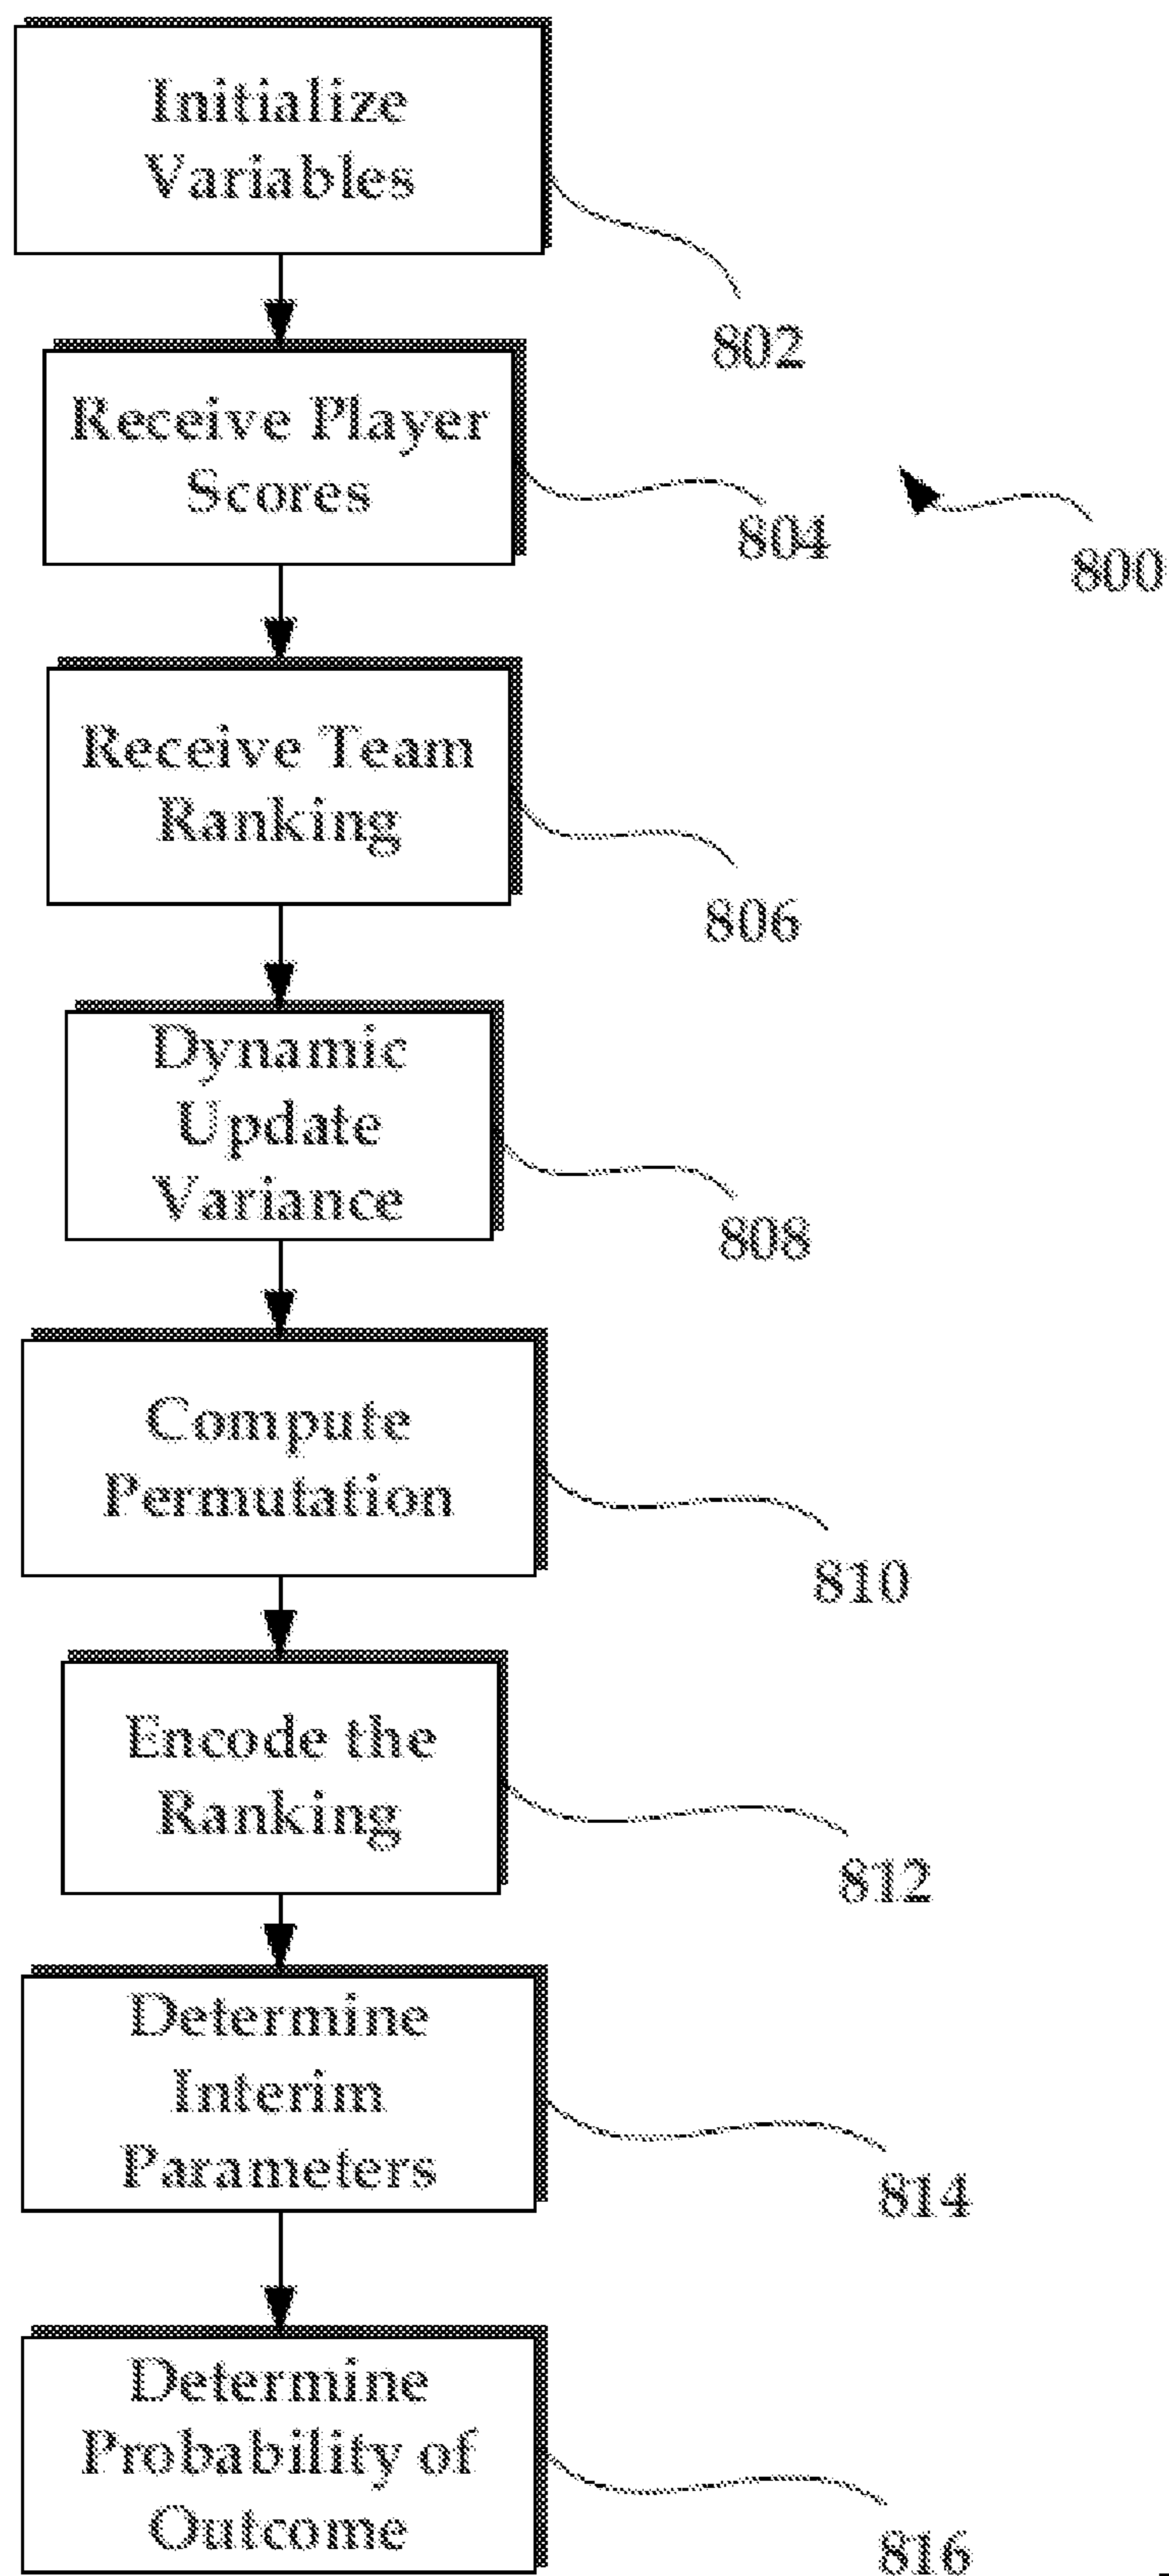 Initialize
Variables
802
Receive Player
Scores
804
800
Receive Team
Ranking
806
Dynamic
Update
Variance
808
Compute
Permutation
810
Encode the
Ranking
812
Determine
Interim
Parameters
814
Determine
Probability of
Outcome
816